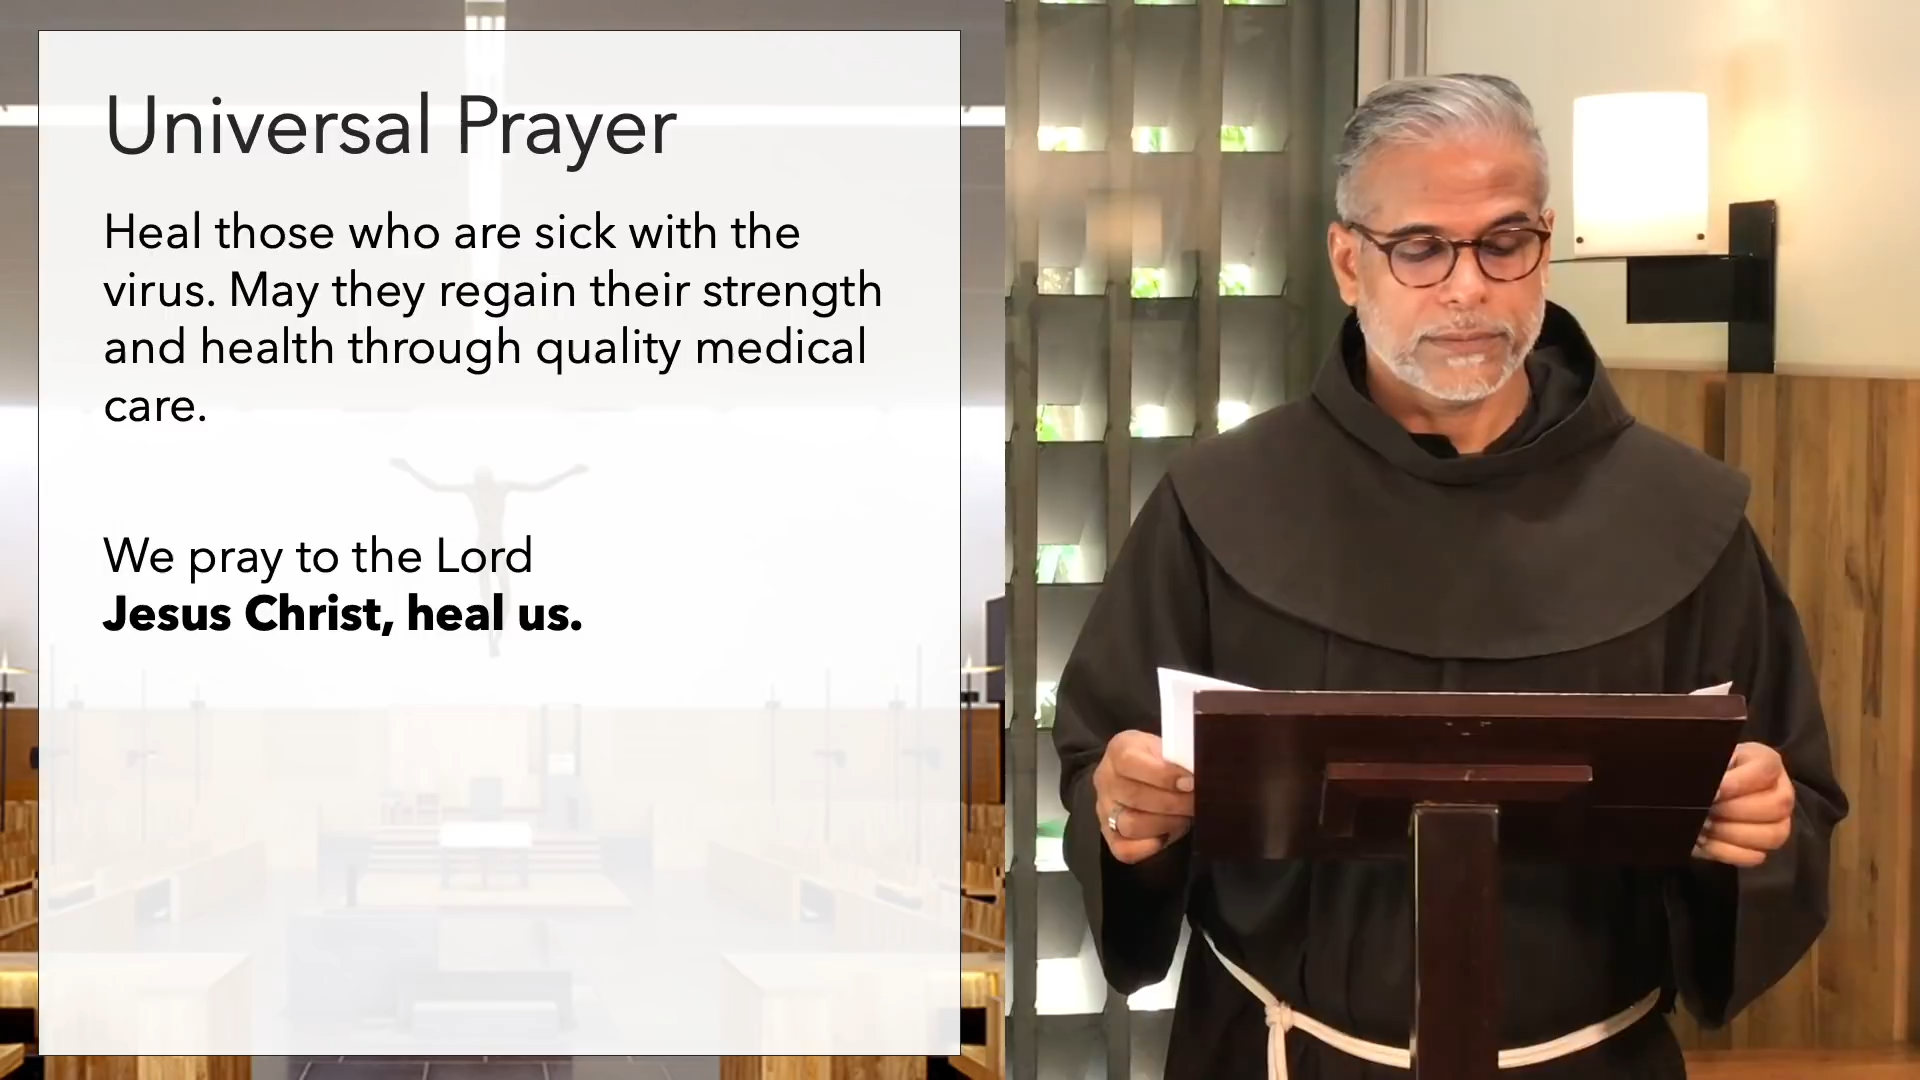 Universal Prayer
Heal those who are sick with the
virus. May they regain their strength
and health through quality medical
care.
We pray to the Lord
Jesus Christ, heal us.